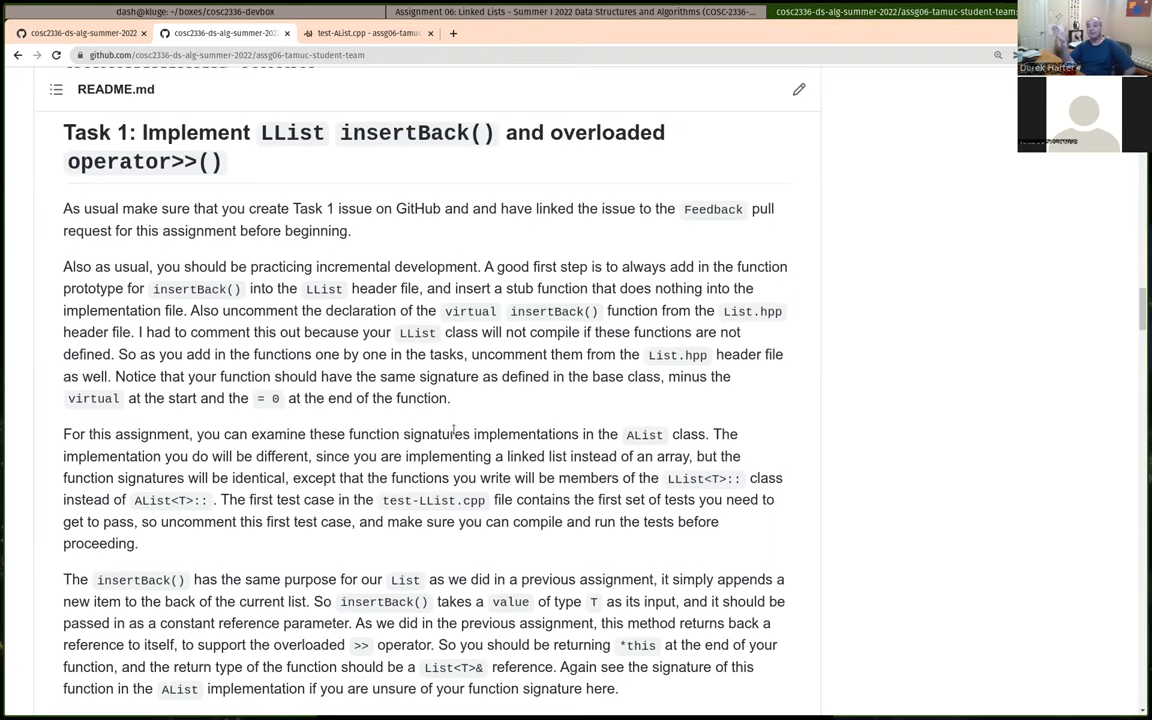 dash@kluge: ~/boxes/cosc2336-devbox
Assignment 06: Linked Lists - Summer I 2022 Data Structures and Algorithms (COSC-2336-...
cosc2336-ds-alg-summer-2022/assg06-tamuc-student-team:
cosc2336-ds-alg-summer-2022
cosc2336-ds-alg-summer-202
test-AList.cpp - assg06-tamuc
github.com/cosc2336-ds-alg-summer-2022/assg06-tamuc-student-team
Derek Harter
README.md
Task 1: Implement LList insertBack() and overloaded
operator>>()
As usual make sure that you create Task 1 issue on GitHub and and have linked the issue to the Feedback pull
request for this assignment before beginning.
Also as usual, you should be practicing incremental development. A good first step is to always add in the function
prototype for insertBack() into the LList header file, and insert a stub function that does nothing into the
implementation file. Also uncomment the declaration of the virtual insertBack() function from the List.hpp
header file. I had to comment this out because your LList class will not compile if these functions are not
defined. So as you add in the functions one by one in the tasks, uncomment them from the List.hpp header file
as well. Notice that your function should have the same signature as defined in the base class, minus the
virtual at the start and the = 0 at the end of the function.
For this assignment, you can examine these function signatures implementations in the AList class. The
implementation you do will be different, since you are implementing a linked list instead of an array, but the
function signatures will be identical, except that the functions you write will be members of the LList<T>:: class
instead of AList<T>:: . The first test case in the test-LList.cpp file contains the first set of tests you need to
get to pass, so uncomment this first test case, and make sure you can compile and run the tests before
proceeding.
The insertBack() has the same purpose for our List as we did in a previous assignment, it simply appends a
new item to the back of the current list. So insertBack() takes a value of type T as its input, and it should be
passed in as a constant reference parameter. As we did in the previous assignment, this method returns back a
reference to itself, to support the overloaded >> operator. So you should be returning *this at the end of your
function, and the return type of the function should be a List<T>& reference. Again see the signature of this
function in the AList implementation if you are unsure of your function signature here.